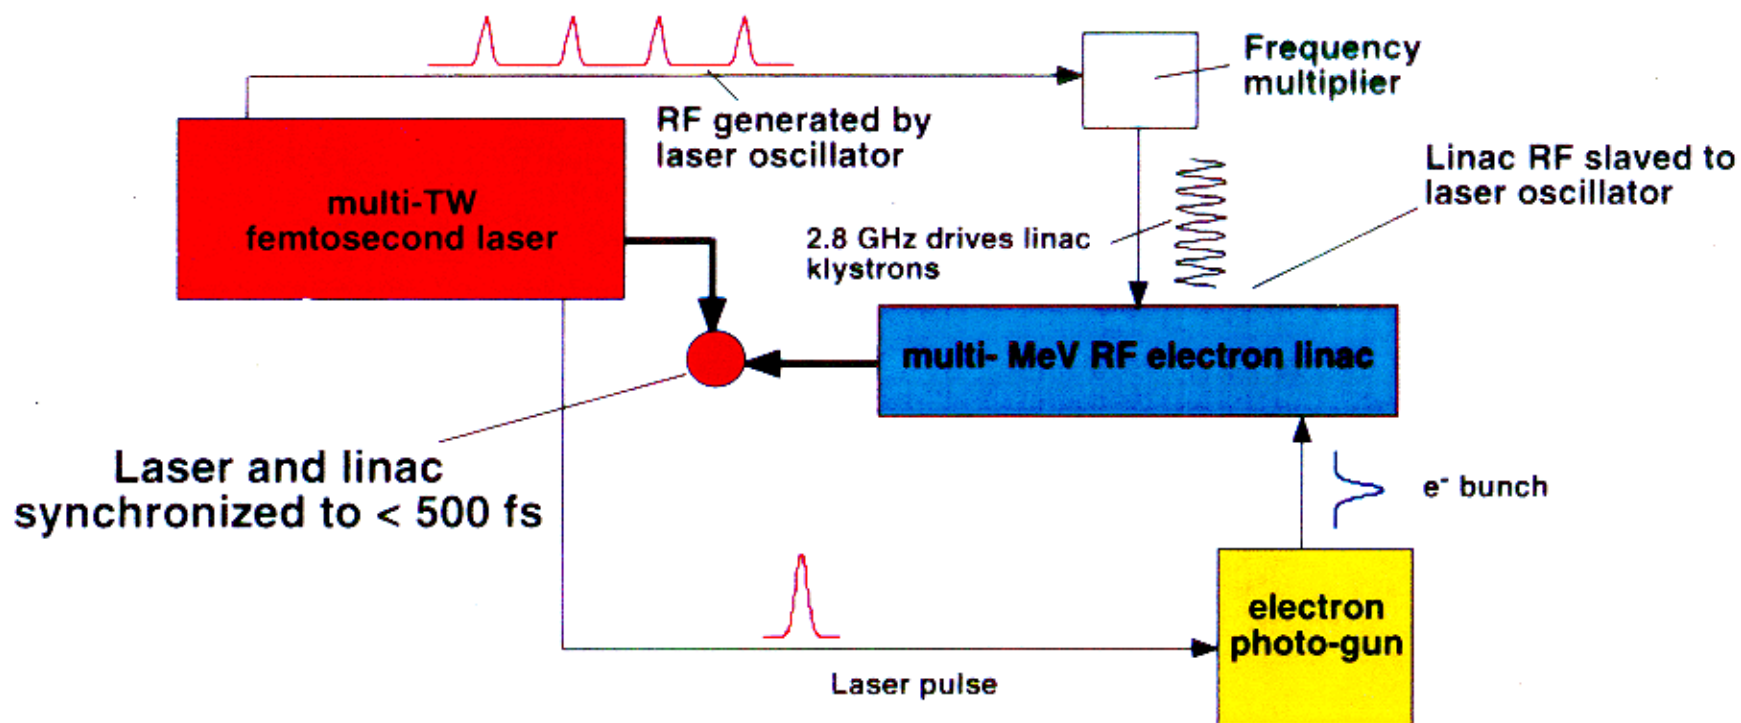 Frequency
multiplier
RF generated by
laser oscillator
Linac RF slaved to
laser oscillator
multi-TW
femtosecond laser
2.8 GHz drives linac
klystrons
multi- MeV RF electron linac
Laser and linac
synchronized to < 500 fs
e- bunch
electron
photo-gun
Laser pulse